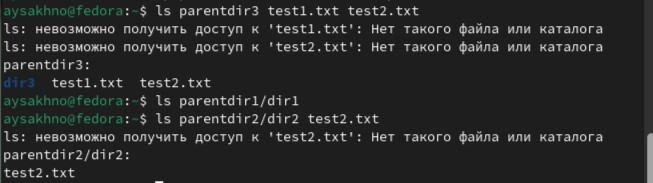 aysakhno@fedora:~$ ls parentdir3 test1.txt test2.txt
ls: невозможно получить доступ к 'test1.txt': Нет такого файла или каталога
ls: невозможно получить доступ к 'test2.txt': Нет такого файла или каталога
parentdir3:
dir3  test1.txt  test2.txt
aysakhno@fedora:~$ ls parentdir1/dir1
aysakhno@fedora:~$ ls parentdir2/dir2 test2.txt
ls: невозможно получить доступ к 'test2.txt': Нет такого файла или каталога
parentdir2/dir2:
test2.txt